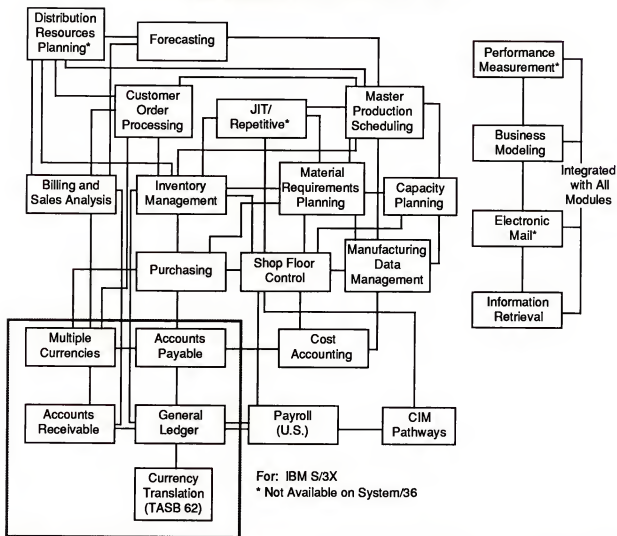 Distribution
Resources
Planning*
Forecasting
Performance
Measurement*
Customer
Order
Processing
JIT/
Repetitive*
Master
Production
Scheduling
Business
Modeling
Integrated
with All
Modules
Billing and
Sales Analysis
Inventory
Management
Material
Requirements
Planning
Capacity
Planning
Electronic
Mail*
Purchasing
Shop Floor
Control
Manufacturing
Data
Management
Information
Retrieval
Multiple
Currencies
Accounts
Payable
Cost
Accounting
Accounts
Receivable
General
Ledger
Payroll
(U.S.)
CIM
Pathways
Currency
Translation
(TASB 62)
For: IBM S/3X
* Not Available on System/36